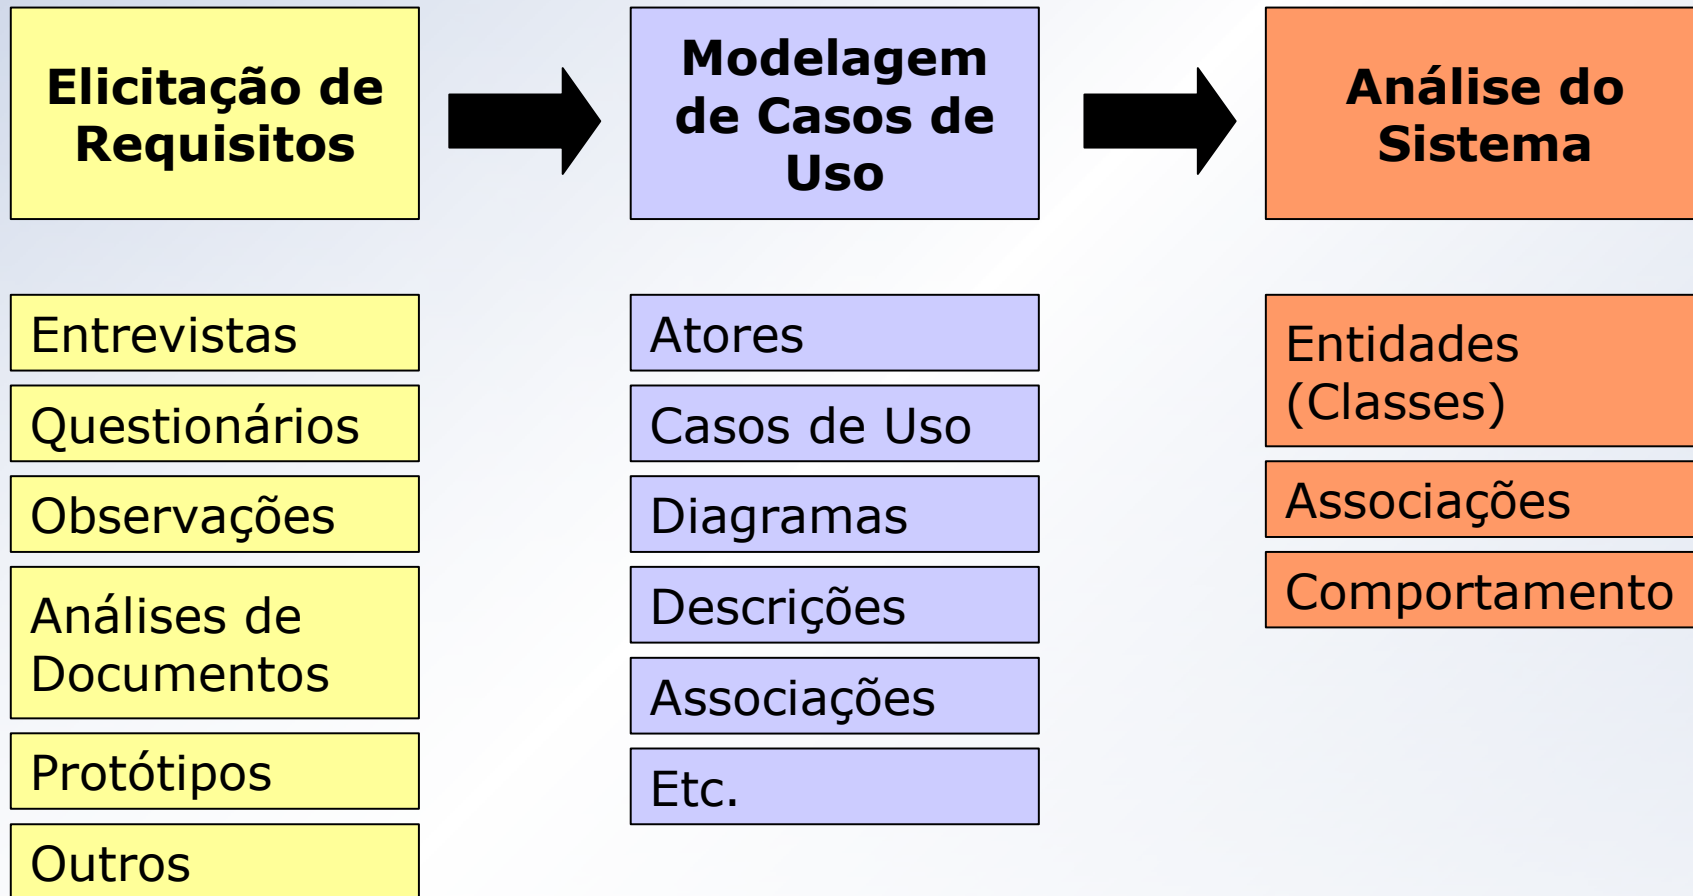 Elicitação de
Requisitos
Modelagem
de Casos de
Uso
Análise do
Sistema
Entrevistas
Questionários
Observações
Análises de
Documentos
Protótipos
Outros
Atores
Casos de Uso
Diagramas
Descrições
Associações
Etc.
Entidades
(Classes)
Associações
Comportamento